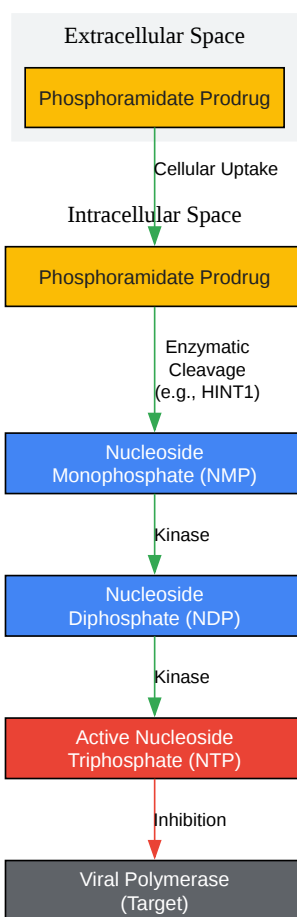 Extracellular Space
Phosphoramidate Prodrug
Cellular Uptake
Intracellular Space
Phosphoramidate Prodrug
Enzymatic
Cleavage
(e.g., HINT1)
Nucleoside
Monophosphate (NMP)
Kinase
Nucleoside
Diphosphate (NDP)
Kinase
Active Nucleoside
Triphosphate (NTP)
Inhibition
Viral Polymerase
(Target)